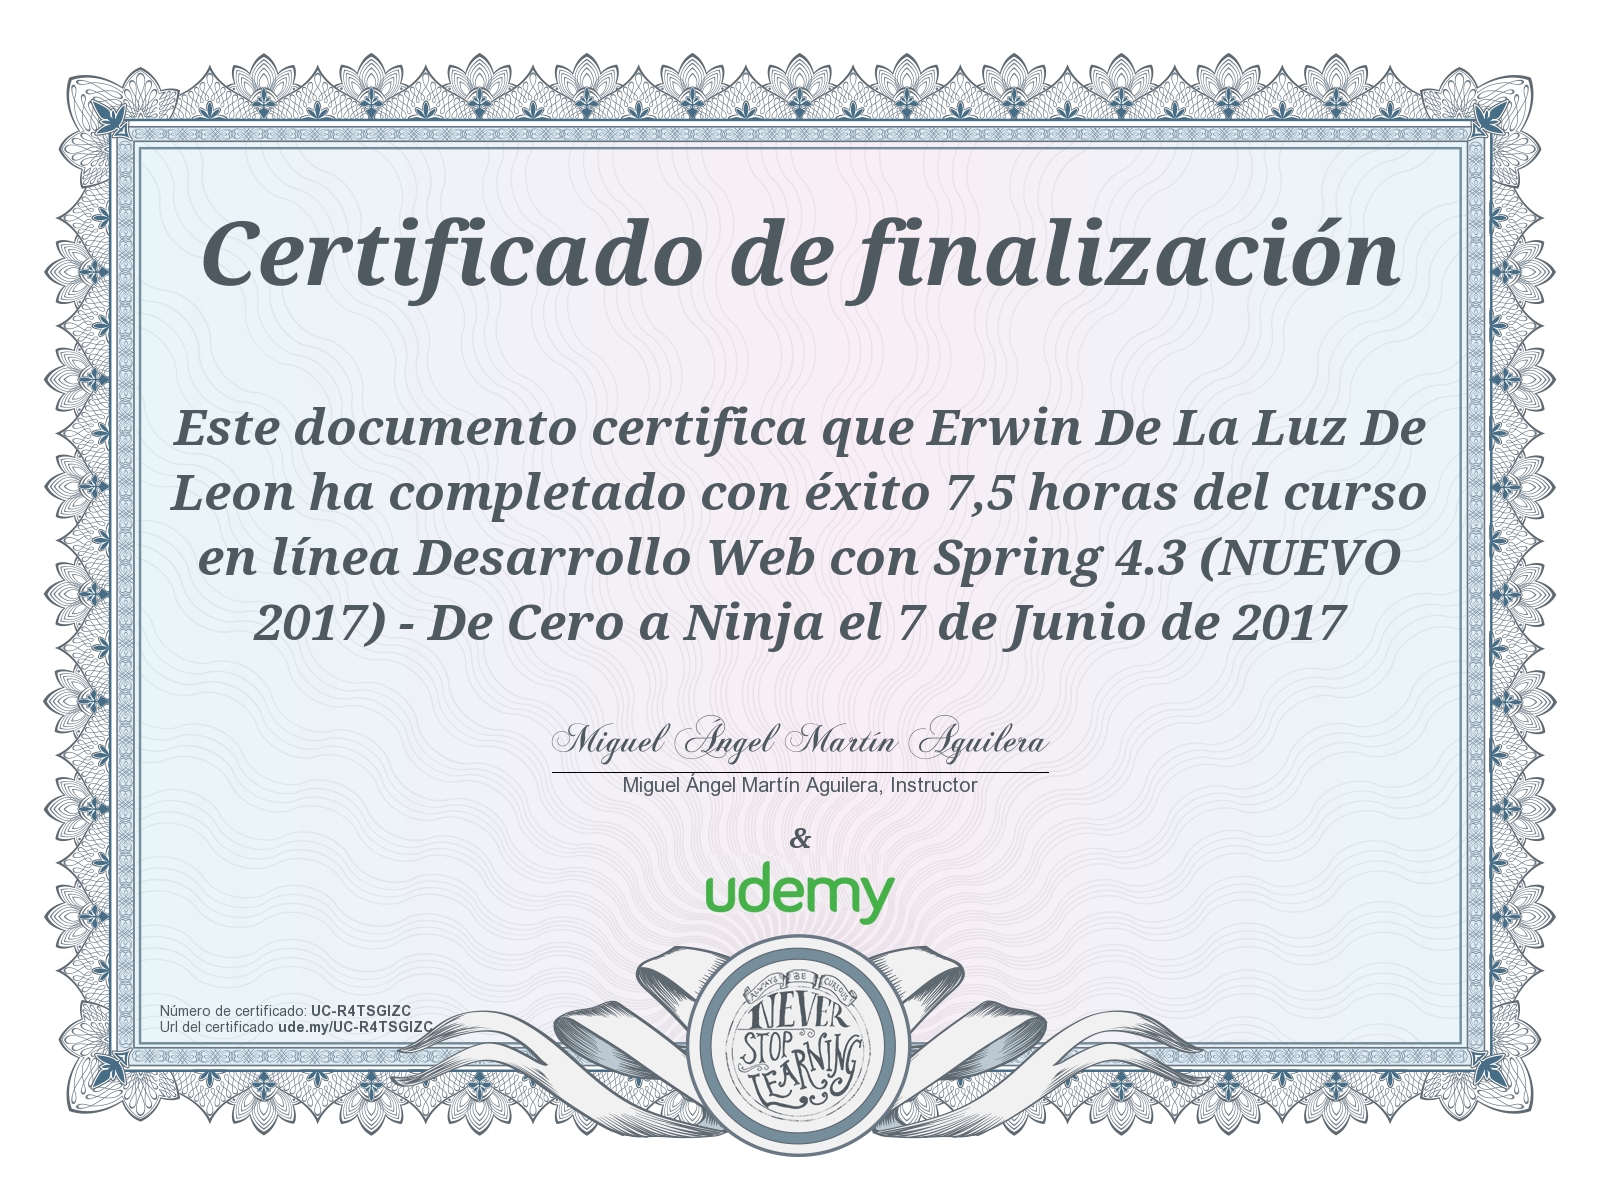 Certificado de finalización
Este documento certifica que Erwin De La Luz De
Leon ha completado con éxito 7,5 horas del curso
en línea Desarrollo Web con Spring 4.3 (NUEVO
2017) - De Cero a Ninja el 7 de Junio de 2017
Miguel Ángel Martín Aguilera
Miguel Ángel Martín Aguilera, Instructor
&
udemy
ALWAYS BE CURIOUS
NEVER
STOP
LEARNING
Número de certificado: UC-R4TSGIZC
Url del certificado ude.my/UC-R4TSGIZC